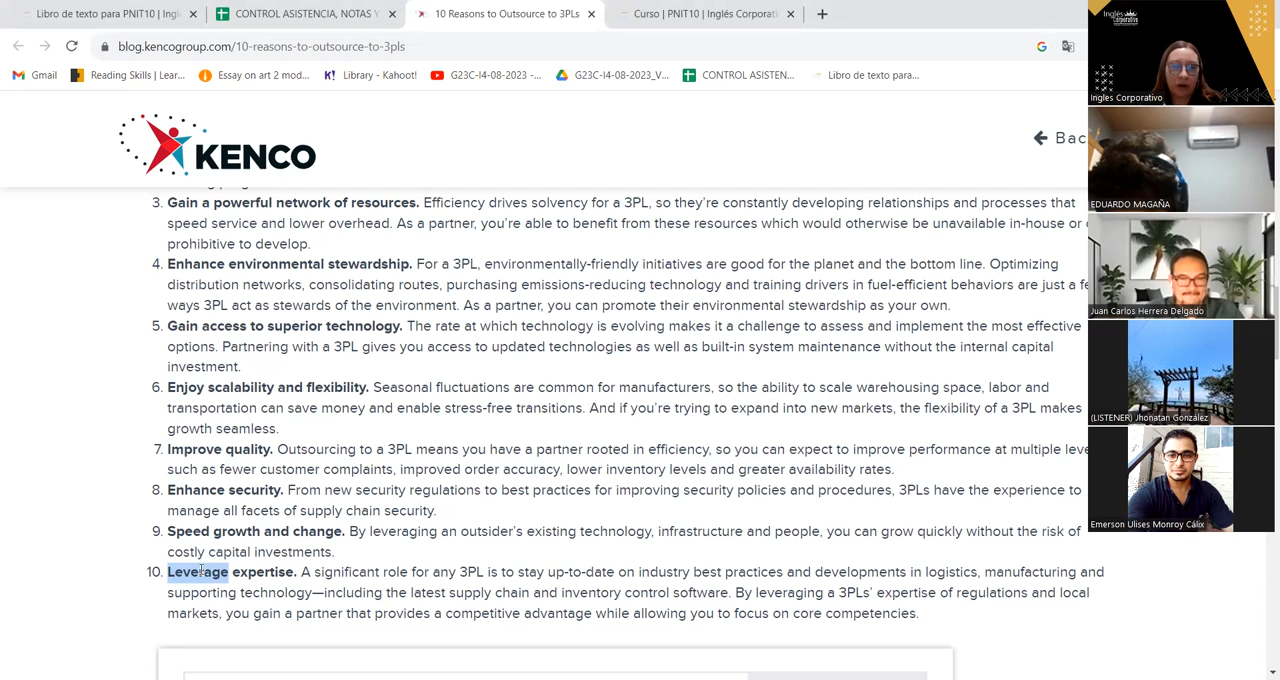 Libro de texto para PNIT10 | Ingl
CONTROL ASISTENCIA, NOTAS Y
10 Reasons to Outsource to 3PLs
Curso | PNIT10 | Inglés Corporati
blog.kencogroup.com/10-reasons-to-outsource-to-3pls
Gmail
Reading Skills | Lear...
Essay on art 2 mod...
Library - Kahoot!
G23C-I4-08-2023 -...
G23C-I4-08-2023_V...
CONTROL ASISTEN...
Libro de texto para...
KENCO
Bac
3. Gain a powerful network of resources. Efficiency drives solvency for a 3PL, so they're constantly developing relationships and processes that
speed service and lower overhead. As a partner, you're able to benefit from these resources which would otherwise be unavailable in-house or
prohibitive to develop.
4. Enhance environmental stewardship. For a 3PL, environmentally-friendly initiatives are good for the planet and the bottom line. Optimizing
distribution networks, consolidating routes, purchasing emissions-reducing technology and training drivers in fuel-efficient behaviors are just a fe
ways 3PL act as stewards of the environment. As a partner, you can promote their environmental stewardship as your own.
5. Gain access to superior technology. The rate at which technology is evolving makes it a challenge to assess and implement the most effective
options. Partnering with a 3PL gives you access to updated technologies as well as built-in system maintenance without the internal capital
investment.
6. Enjoy scalability and flexibility. Seasonal fluctuations are common for manufacturers, so the ability to scale warehousing space, labor and
transportation can save money and enable stress-free transitions. And if you're trying to expand into new markets, the flexibility of a 3PL makes
growth seamless.
7. Improve quality. Outsourcing to a 3PL means you have a partner rooted in efficiency, so you can expect to improve performance at multiple leve
such as fewer customer complaints, improved order accuracy, lower inventory levels and greater availability rates.
8. Enhance security. From new security regulations to best practices for improving security policies and procedures, 3PLs have the experience to
manage all facets of supply chain security.
9. Speed growth and change. By leveraging an outsider's existing technology, infrastructure and people, you can grow quickly without the risk of
costly capital investments.
10. Leverage expertise. A significant role for any 3PL is to stay up-to-date on industry best practices and developments in logistics, manufacturing and
supporting technology—including the latest supply chain and inventory control software. By leveraging a 3PLs' expertise of regulations and local
markets, you gain a partner that provides a competitive advantage while allowing you to focus on core competencies.
Inglés
Corporativo
Ingles Corporativo
EDUARDO MAGAÑA
Juan Carlos Herrera Delgado
(LISTENER) Jhonatan González
Emerson Ulises Monroy Cálix